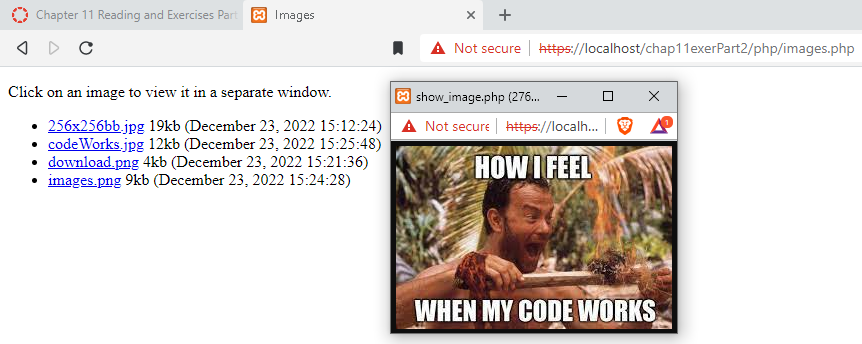 Chapter 11 Reading and Exercises Part
Images
Not secure https://localhost/chap11exerPart2/php/images.php
Click on an image to view it in a separate window.
256x256bb.jpg 19kb (December 23, 2022 15:12:24)
codeWorks.jpg 12kb (December 23, 2022 15:25:48)
download.png 4kb (December 23, 2022 15:21:36)
images.png 9kb (December 23, 2022 15:24:28)
show_image.php (276...
Not secure https://localh...
1
HOW I FEEL
WHEN MY CODE WORKS